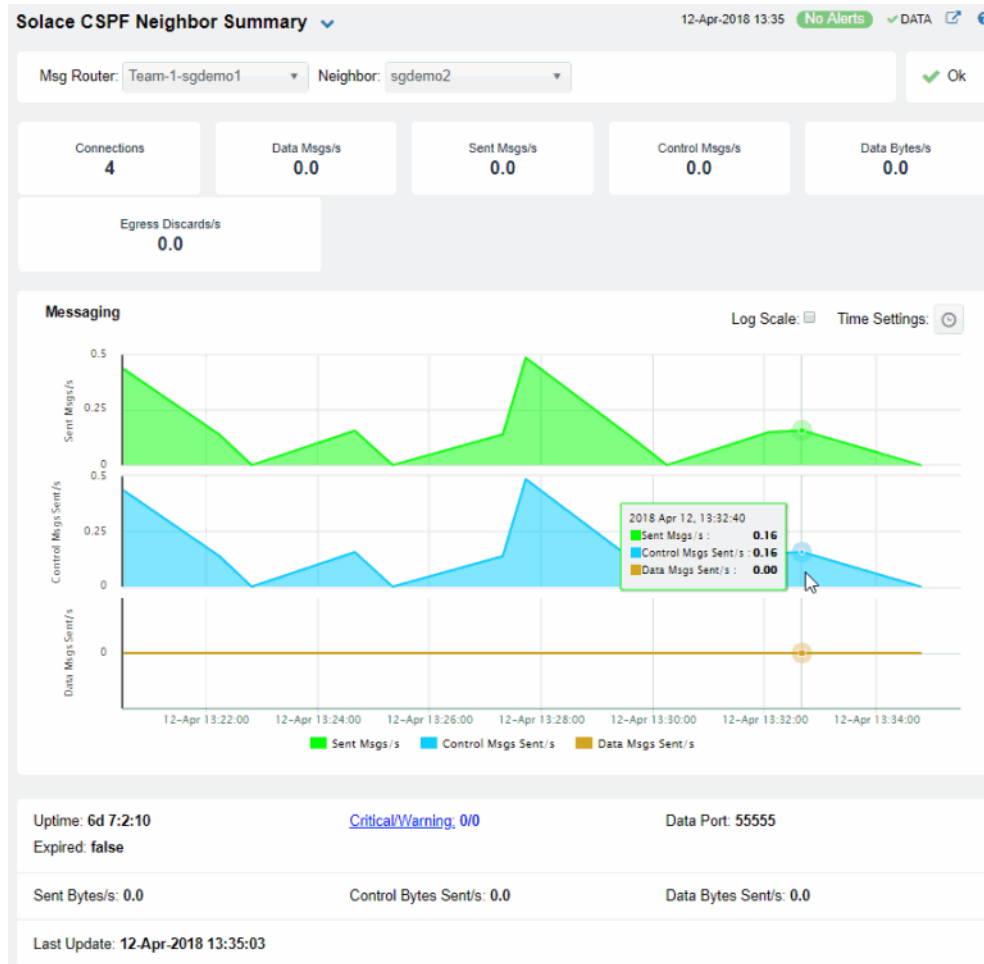 Solace CSPF Neighbor Summary
12-Apr-2018 13:35 No Alerts DATA
Msg Router: Team-1-sgdemo1 Neighbor: sgdemo2 Ok
Connections Data Msgs/s Sent Msgs/s Control Msgs/s Data Bytes/s
4 0.0 0.0 0.0 0.0
Egress Discards/s
0.0
Messaging
Log Scale: Time Settings:
Sent Msgs/s
0.5
0.25
0
Control Msgs Sent/s
0.5
0.25
0
2018 Apr 12, 13:32:40
Sent Msgs/s : 0.16
Control Msgs Sent/s : 0.16
Data Msgs Sent/s : 0.00
Data Msgs Sent/s
0
12-Apr 13:22:00 12-Apr 13:24:00 12-Apr 13:26:00 12-Apr 13:28:00 12-Apr 13:30:00 12-Apr 13:32:00 12-Apr 13:34:00
Sent Msgs/s Control Msgs Sent/s Data Msgs Sent/s
Uptime: 6d 7:2:10 Critical/Warning: 0/0 Data Port: 55555
Expired: false
Sent Bytes/s: 0.0 Control Bytes Sent/s: 0.0 Data Bytes Sent/s: 0.0
Last Update: 12-Apr-2018 13:35:03